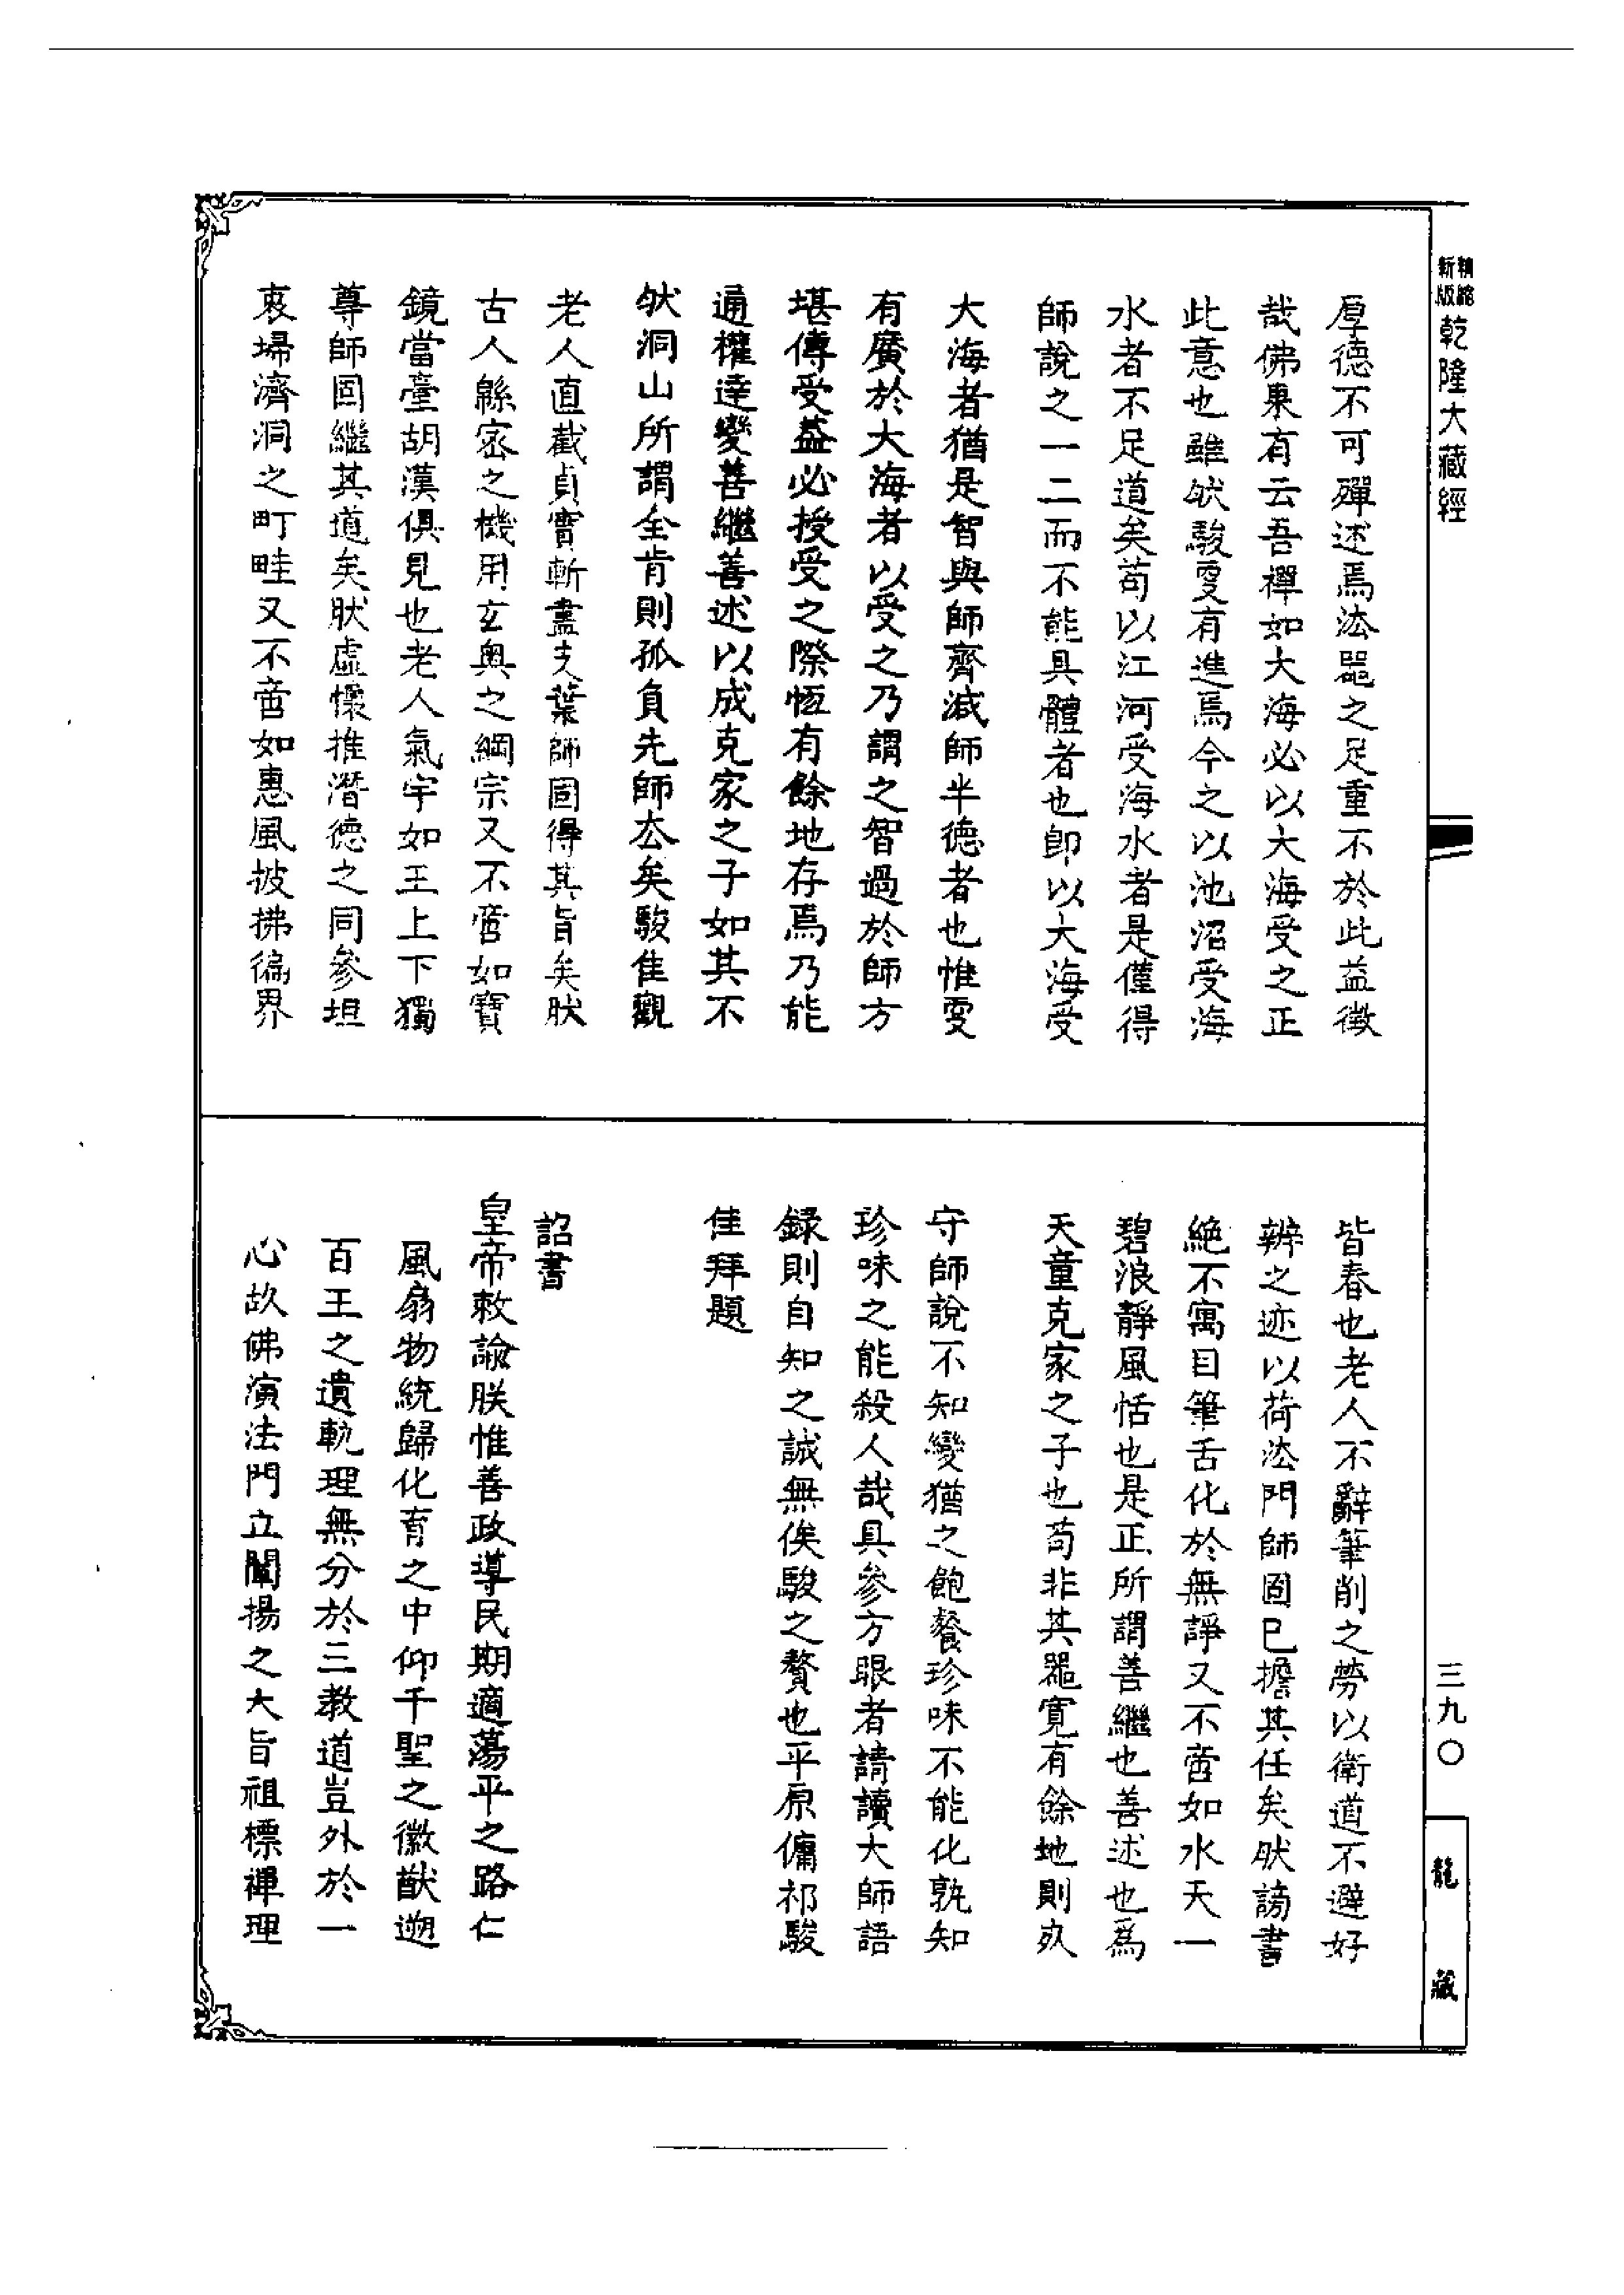 新版精縮乾隆大藏經
厚德不可殫述焉法器之足重不於此益徵
哉佛果有云吾禪如大海必以大海受之正
此意也雖然駿更有進焉今之以池沼受海
水者不足道矣苟以江河受海水者是僅得
師說之一二而不能具體者也即以大海受
大海者猶是智與師齊減師半德者也惟更
有廣於大海者以受之乃謂之智過於師方
堪傳受葢必授受之際恆有餘地存焉乃能
通權達變善繼善述以成克家之子如其不
然洞山所謂全肯則孤負先師去矣駿隹觀
老人直截真實斬盡支葉師固得其旨矣然
古人緜密之機用玄奥之綱宗又不啻如寶
鏡當臺胡漢俱見也老人氣宇如王上下獨
尊師固繼其道矣然虛懷推潛德之同參坦
衷埽濟洞之町畦又不啻如惠風披拂徧界
皆春也老人不辭筆削之勞以衛道不避好
辨之迹以荷法門師固已擔其任矣然謗書
絕不寓目筆舌化於無諍又不啻如水天一
碧浪靜風恬也是正所謂善繼也善述也為
天童克家之子也苟非其器寬有餘地則灰
守師說不知變猶之飽餐珍味不能化孰知
珍味之能殺人哉具參方眼者請讀大師語
録則自知之誠無俟駿之贅也平原傭祁駿
佳拜題
詔書
皇帝敕諭朕惟善政導民期適蕩平之路仁
風扇物統歸化育之中仰千聖之徽猷遡
百王之遺軌理無分於三教道豈外於一
心故佛演法門立闡揚之大旨祖標禪理
三九〇
龍藏